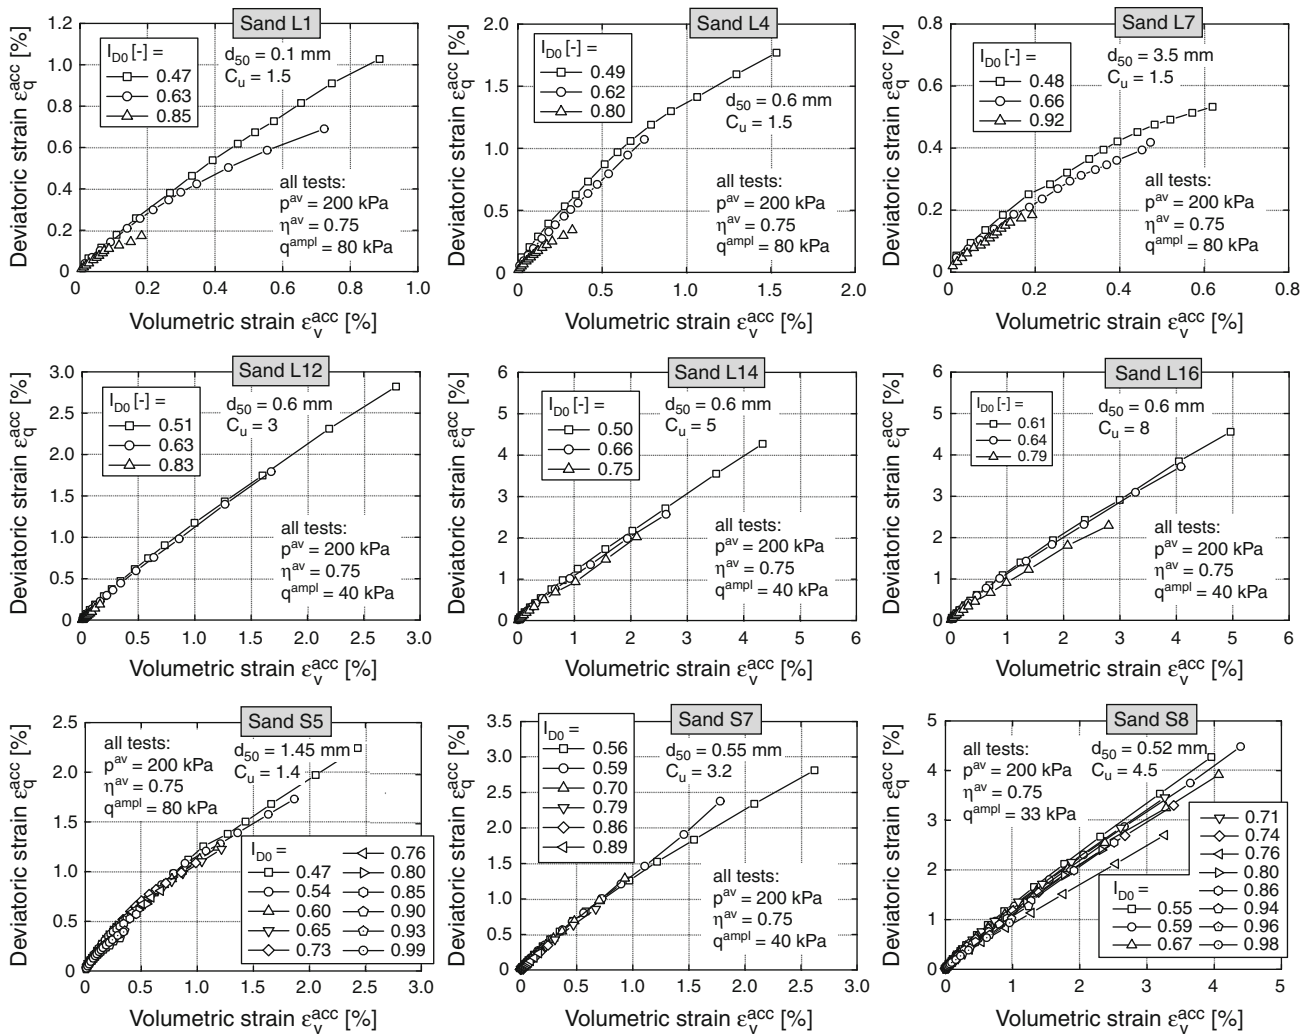 Sand L1
Deviatoric strain ε_q^acc [%]
1.2
1.0
0.8
0.6
0.4
0.2
0
I_D0 [-] =
0.47
0.63
0.85
d_50 = 0.1 mm
C_u = 1.5
all tests:
p^av = 200 kPa
η^av = 0.75
q^ampl = 80 kPa
0 0.2 0.4 0.6 0.8 1.0
Volumetric strain ε_v^acc [%]
Sand L4
Deviatoric strain ε_q^acc [%]
2.0
1.5
1.0
0.5
0
I_D0 [-] =
0.49
0.62
0.80
d_50 = 0.6 mm
C_u = 1.5
all tests:
p^av = 200 kPa
η^av = 0.75
q^ampl = 80 kPa
0 0.5 1.0 1.5 2.0
Volumetric strain ε_v^acc [%]
Sand L7
Deviatoric strain ε_q^acc [%]
0.8
0.6
0.4
0.2
0
I_D0 [-] =
0.48
0.66
0.92
d_50 = 3.5 mm
C_u = 1.5
all tests:
p^av = 200 kPa
η^av = 0.75
q^ampl = 80 kPa
0 0.2 0.4 0.6 0.8
Volumetric strain ε_v^acc [%]
Sand L12
Deviatoric strain ε_q^acc [%]
3.0
2.5
2.0
1.5
1.0
0.5
0
I_D0 [-] =
0.51
0.63
0.83
d_50 = 0.6 mm
C_u = 3
all tests:
p^av = 200 kPa
η^av = 0.75
q^ampl = 40 kPa
0 0.5 1.0 1.5 2.0 2.5 3.0
Volumetric strain ε_v^acc [%]
Sand L14
Deviatoric strain ε_q^acc [%]
6
5
4
3
2
1
0
I_D0 [-] =
0.50
0.66
0.75
d_50 = 0.6 mm
C_u = 5
all tests:
p^av = 200 kPa
η^av = 0.75
q^ampl = 40 kPa
0 1 2 3 4 5 6
Volumetric strain ε_v^acc [%]
Sand L16
Deviatoric strain ε_q^acc [%]
6
5
4
3
2
1
0
I_D0 [-] =
0.61
0.64
0.79
d_50 = 0.6 mm
C_u = 8
all tests:
p^av = 200 kPa
η^av = 0.75
q^ampl = 40 kPa
0 1 2 3 4 5 6
Volumetric strain ε_v^acc [%]
Sand S5
Deviatoric strain ε_q^acc [%]
2.5
2.0
1.5
1.0
0.5
0
all tests:
p^av = 200 kPa
η^av = 0.75
q^ampl = 80 kPa
d_50 = 1.45 mm
C_u = 1.4
I_D0 =
0.47
0.54
0.60
0.65
0.73
0.76
0.80
0.85
0.90
0.93
0.99
0 0.5 1.0 1.5 2.0 2.5 3.0
Volumetric strain ε_v^acc [%]
Sand S7
Deviatoric strain ε_q^acc [%]
3.5
3.0
2.5
2.0
1.5
1.0
0.5
0
I_D0 =
0.56
0.59
0.70
0.79
0.86
0.89
d_50 = 0.55 mm
C_u = 3.2
all tests:
p^av = 200 kPa
η^av = 0.75
q^ampl = 40 kPa
0 0.5 1.0 1.5 2.0 2.5 3.0
Volumetric strain ε_v^acc [%]
Sand S8
Deviatoric strain ε_q^acc [%]
5
4
3
2
1
0
all tests:
p^av = 200 kPa
η^av = 0.75
q^ampl = 33 kPa
d_50 = 0.52 mm
C_u = 4.5
I_D0 =
0.55
0.59
0.67
0.71
0.74
0.76
0.80
0.86
0.94
0.96
0.98
0 1 2 3 4 5
Volumetric strain ε_v^acc [%]